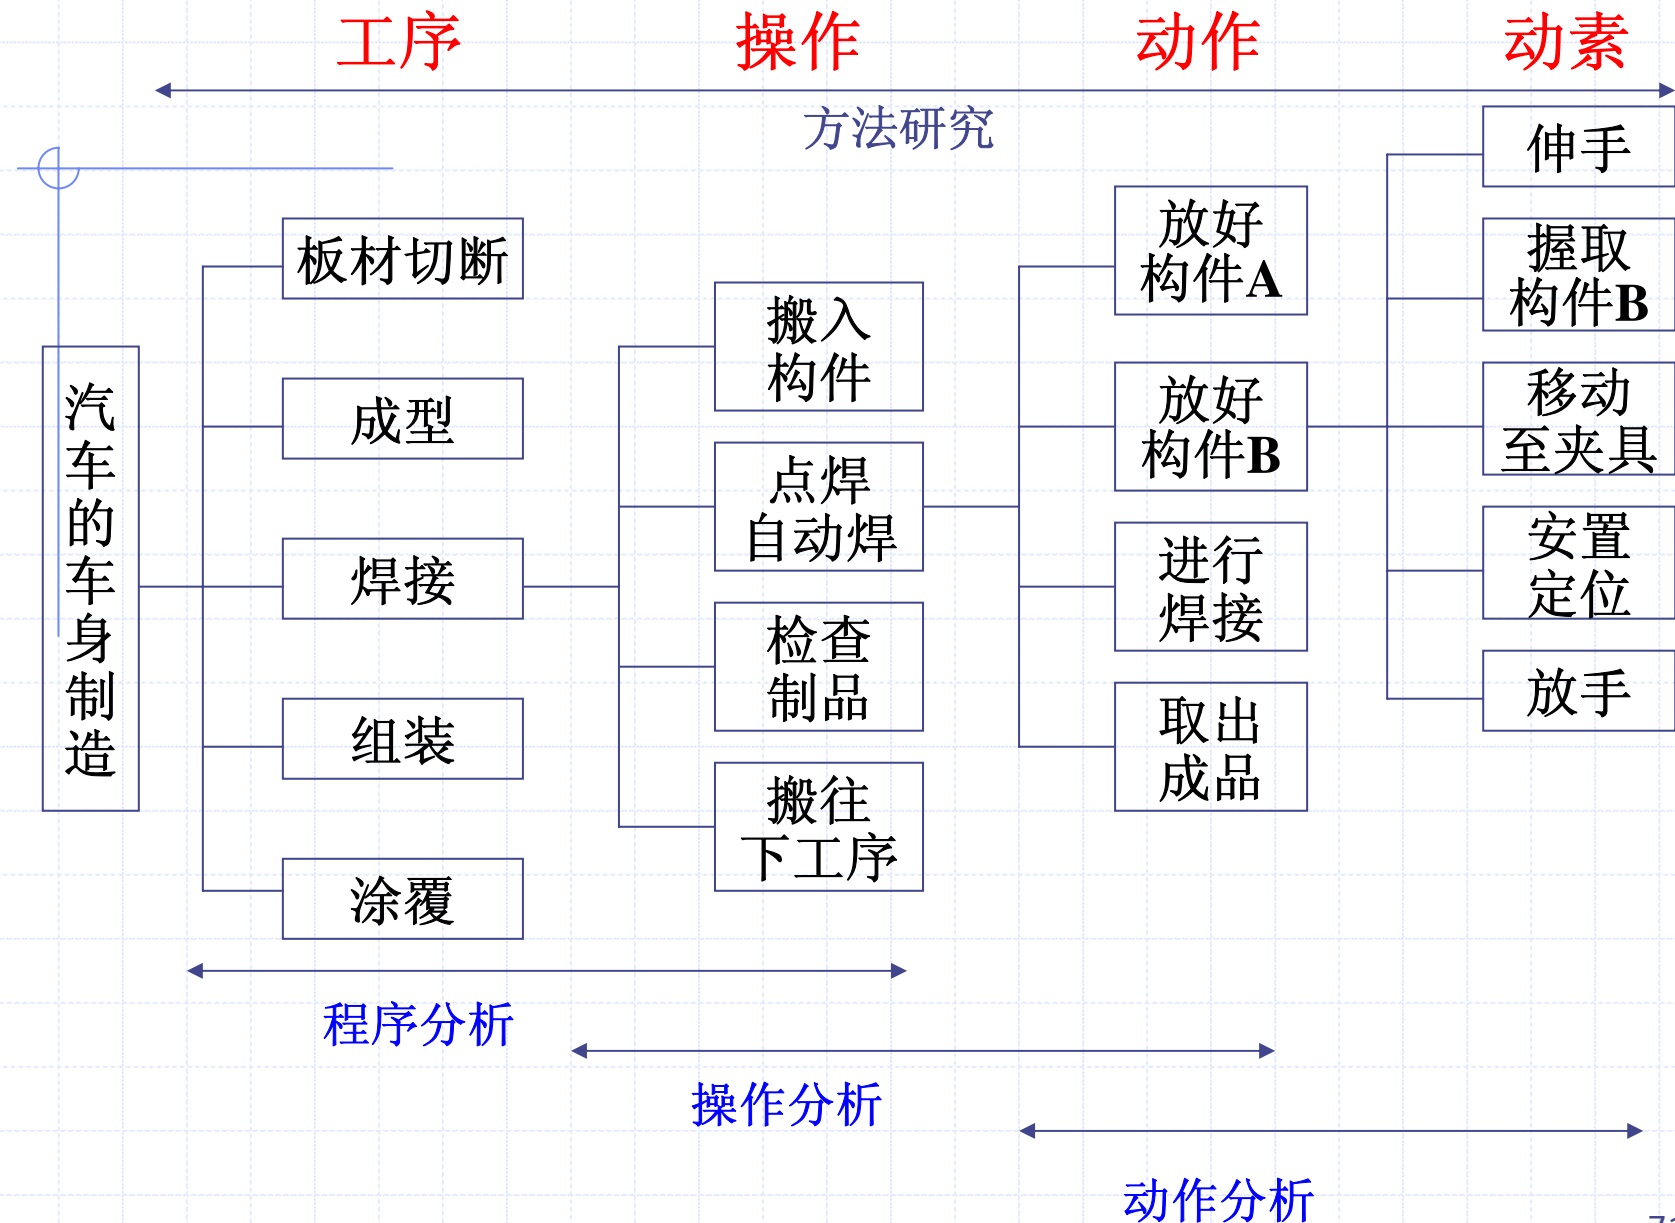 工序
操作
动作
动素
方法研究
汽
车
的
车
身
制
造
板材切断
成型
焊接
组装
涂覆
搬入
构件
点焊
自动焊
检查
制品
搬往
下工序
放好
构件A
放好
构件B
进行
焊接
取出
成品
伸手
握取
构件B
移动
至夹具
安置
定位
放手
程序分析
操作分析
动作分析